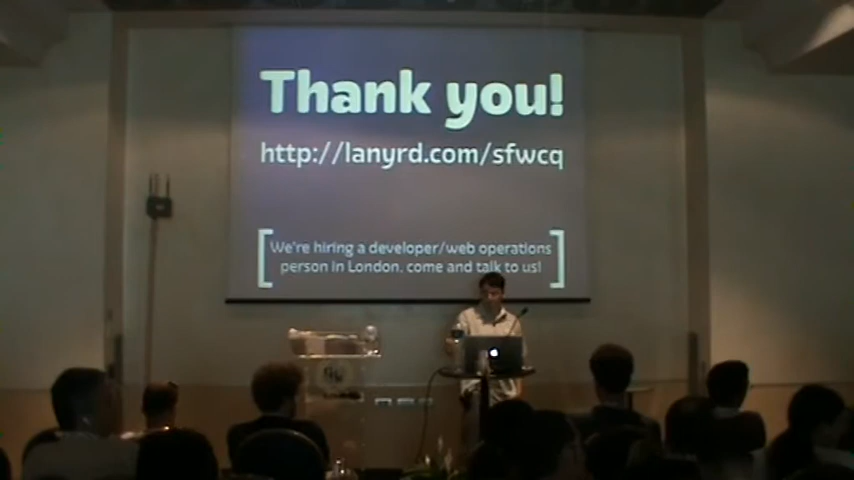 Thank you!
http://lanyrd.com/sfwcq
We're hiring a developer/web operations
person in London, come and talk to us!